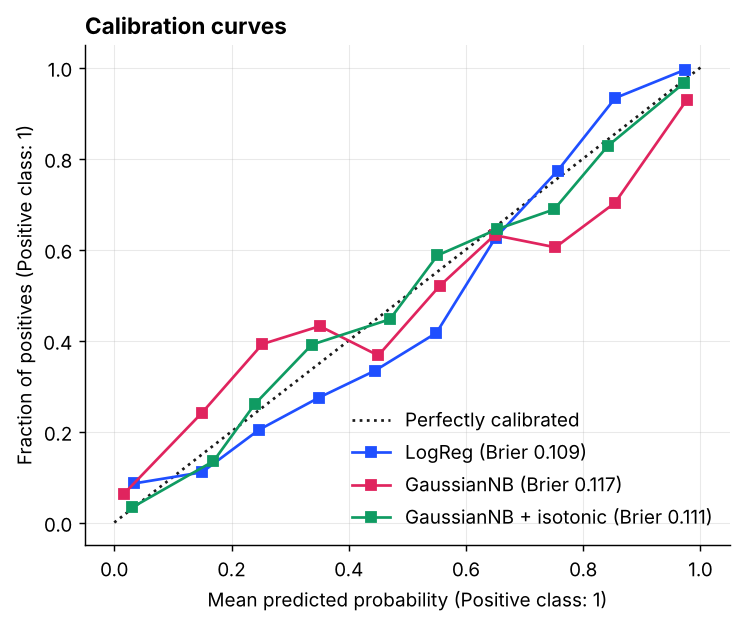 Calibration curves
Fraction of positives (Positive class: 1)
1.0
0.8
0.6
0.4
0.2
0.0
Perfectly calibrated
LogReg (Brier 0.109)
GaussianNB (Brier 0.117)
GaussianNB + isotonic (Brier 0.111)
0.0 0.2 0.4 0.6 0.8 1.0
Mean predicted probability (Positive class: 1)